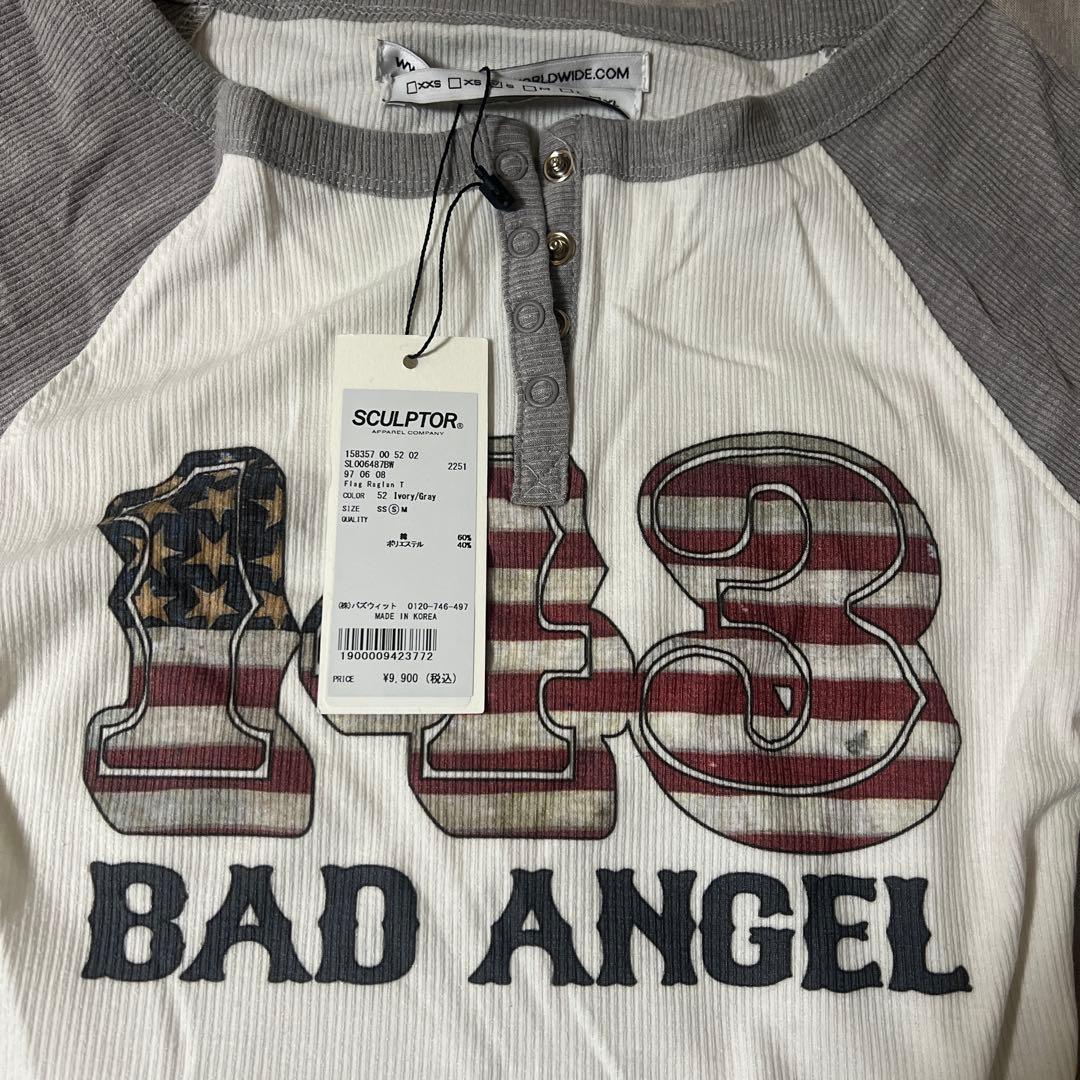 ORLDWIDE.COM
XXS XS S M
SCULPTOR®
APPAREL COMPANY
158357 00 52 02
SL006487BW 2251
97 06 08
Flag Raglan T
COLOR 52 Ivory/Gray
SIZE SS Ⓢ M
QUALITY
綿 60%
ポリエステル 40%
(株)バズウィット 0120-746-497
MADE IN KOREA
1900009423772
PRICE ¥9,900 (税込)
143
BAD ANGEL